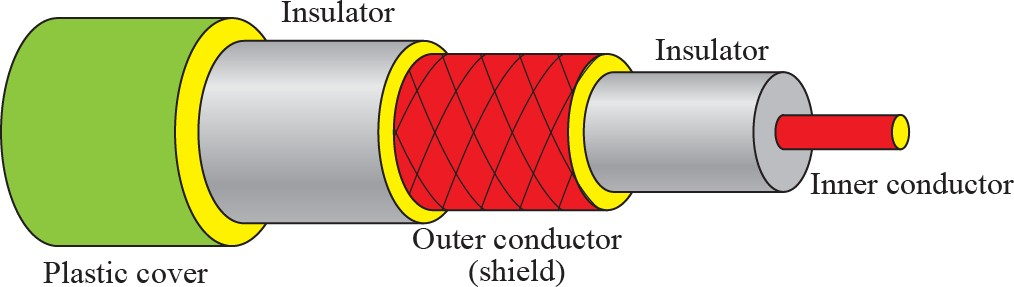 Insulator
Insulator
Inner conductor
Outer conductor
(shield)
Plastic cover